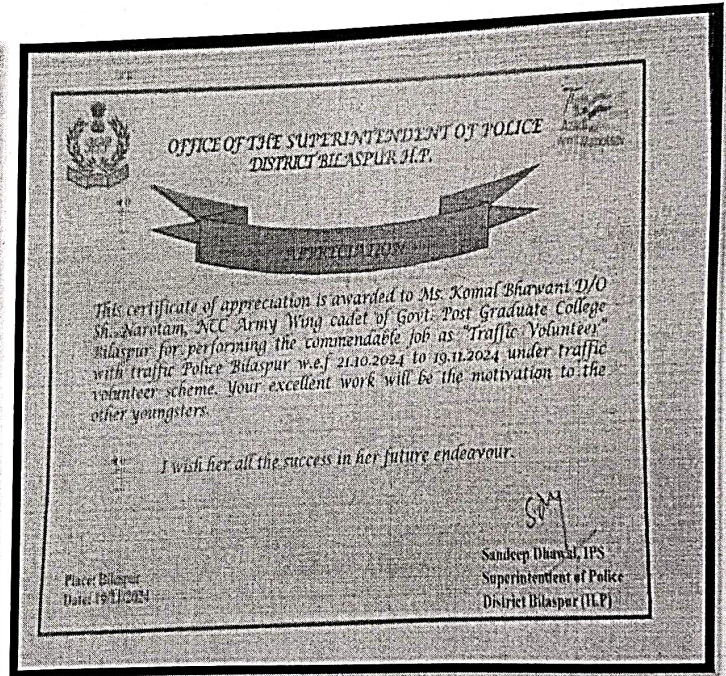 OFFICE OF THE SUPERINTENDENT OF POLICE
DISTRICT BILASPUR H.P.
APPRICIATION
This certificate of appreciation is awarded to Ms. Komal Bhawani D/O
Sh. Narotam, NCC Army Wing cadet of Govt. Post Graduate College
Bilaspur for performing the commendable job as "Traffic Volunteer"
with traffic Police Bilaspur w.e.f 21.10.2024 to 19.11.2024 under traffic
volunteer scheme. Your excellent work will be the motivation to the
other youngsters.
I wish her all the success in her future endeavour.
Sandeep Dhawal, IPS
Superintendent of Police
District Bilaspur (H.P)
Place: Bilaspur
Date: 19/11/2024